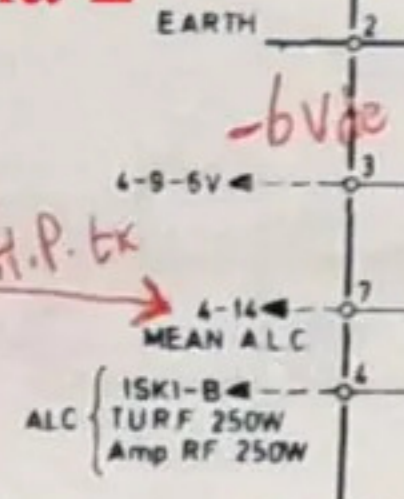 EARTH
2
-6Vdc
3
4-9-6V
H.P. tx
7
4-14
MEAN ALC
4
ISKI-B
ALC TURF 250W
Amp RF 250W